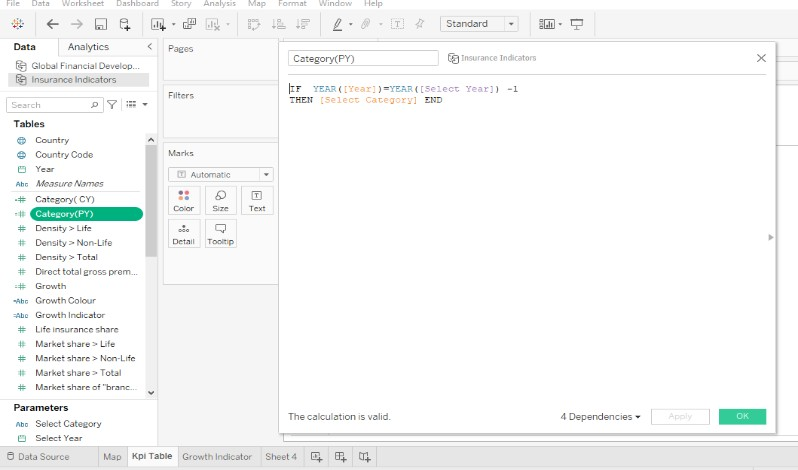 File Data Worksheet Dashboard Story Analysis Map Format Window Help
Standard
Data Analytics
Pages
Global Financial Develop...
Insurance Indicators
Search
Tables
Country
Country Code
Year
Abc Measure Names
Category( CY)
Category(PY)
Density > Life
Density > Non-Life
Density > Total
Direct total gross prem...
Growth
Abc Growth Colour
Abc Growth Indicator
Life insurance share
Market share > Life
Market share > Non-Life
Market share > Total
Market share of "branc...
Parameters
Abc Select Category
Select Year
Filters
Marks
Automatic
Color Size Text
Detail Tooltip
Category(PY) Insurance Indicators
IF  YEAR([Year])=YEAR([Select Year]) -1
THEN [Select Category] END
The calculation is valid. 4 Dependencies Apply OK
Data Source Map Kpi Table Growth Indicator Sheet 4